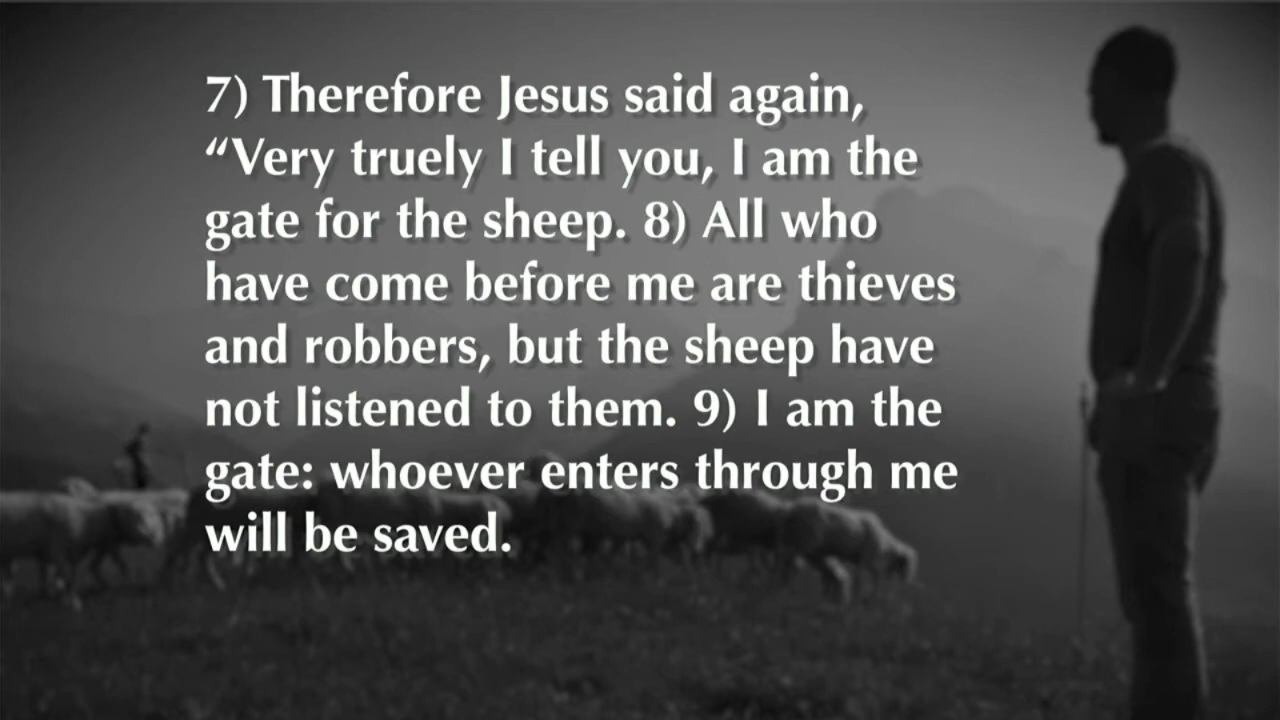 7) Therefore Jesus said again,
“Very truely I tell you, I am the
gate for the sheep. 8) All who
have come before me are thieves
and robbers, but the sheep have
not listened to them. 9) I am the
gate: whoever enters through me
will be saved.